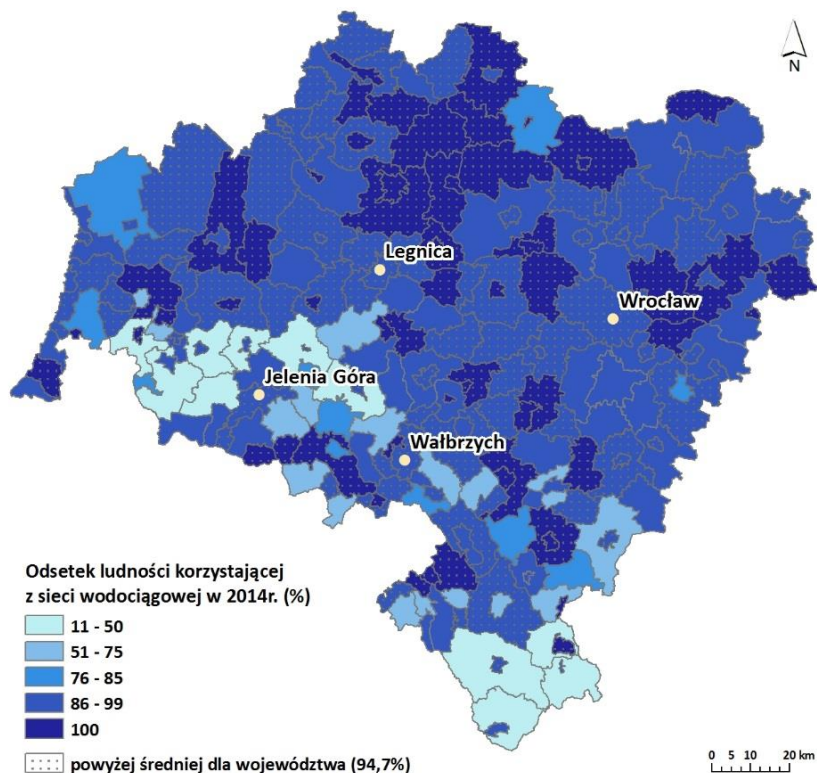 N
Legnica
Wrocław
Jelenia Góra
Wałbrzych
Odsetek ludności korzystającej
z sieci wodociągowej w 2014r. (%)
11 - 50
51 - 75
76 - 85
86 - 99
100
powyżej średniej dla województwa (94,7%)
0 5 10 20 km